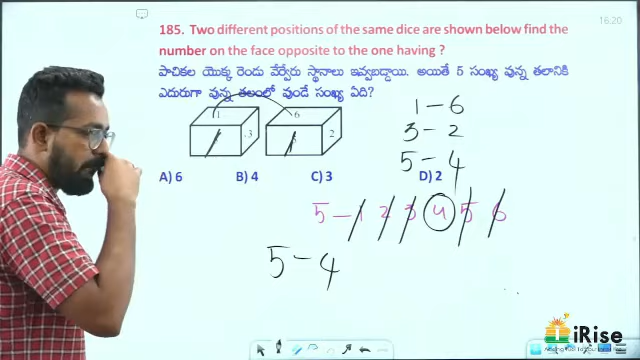 16:20
185. Two different positions of the same dice are shown below find the
number on the face opposite to the one having ?
పాచికల యొక్క రెండు వేర్వేరు స్థానాలు ఇవ్వబడ్డాయి. అయితే 5 సంఖ్య వున్న తలానికి
ఎదురుగా వున్న తలంలో వుండే సంఖ్య ఏది?
1 6
3 2
5
1 – 6
3 – 2
5 – 4
A) 6 B) 4 C) 3 D) 2
5 – 1 2 3 4 5 6
5 – 4
iRise